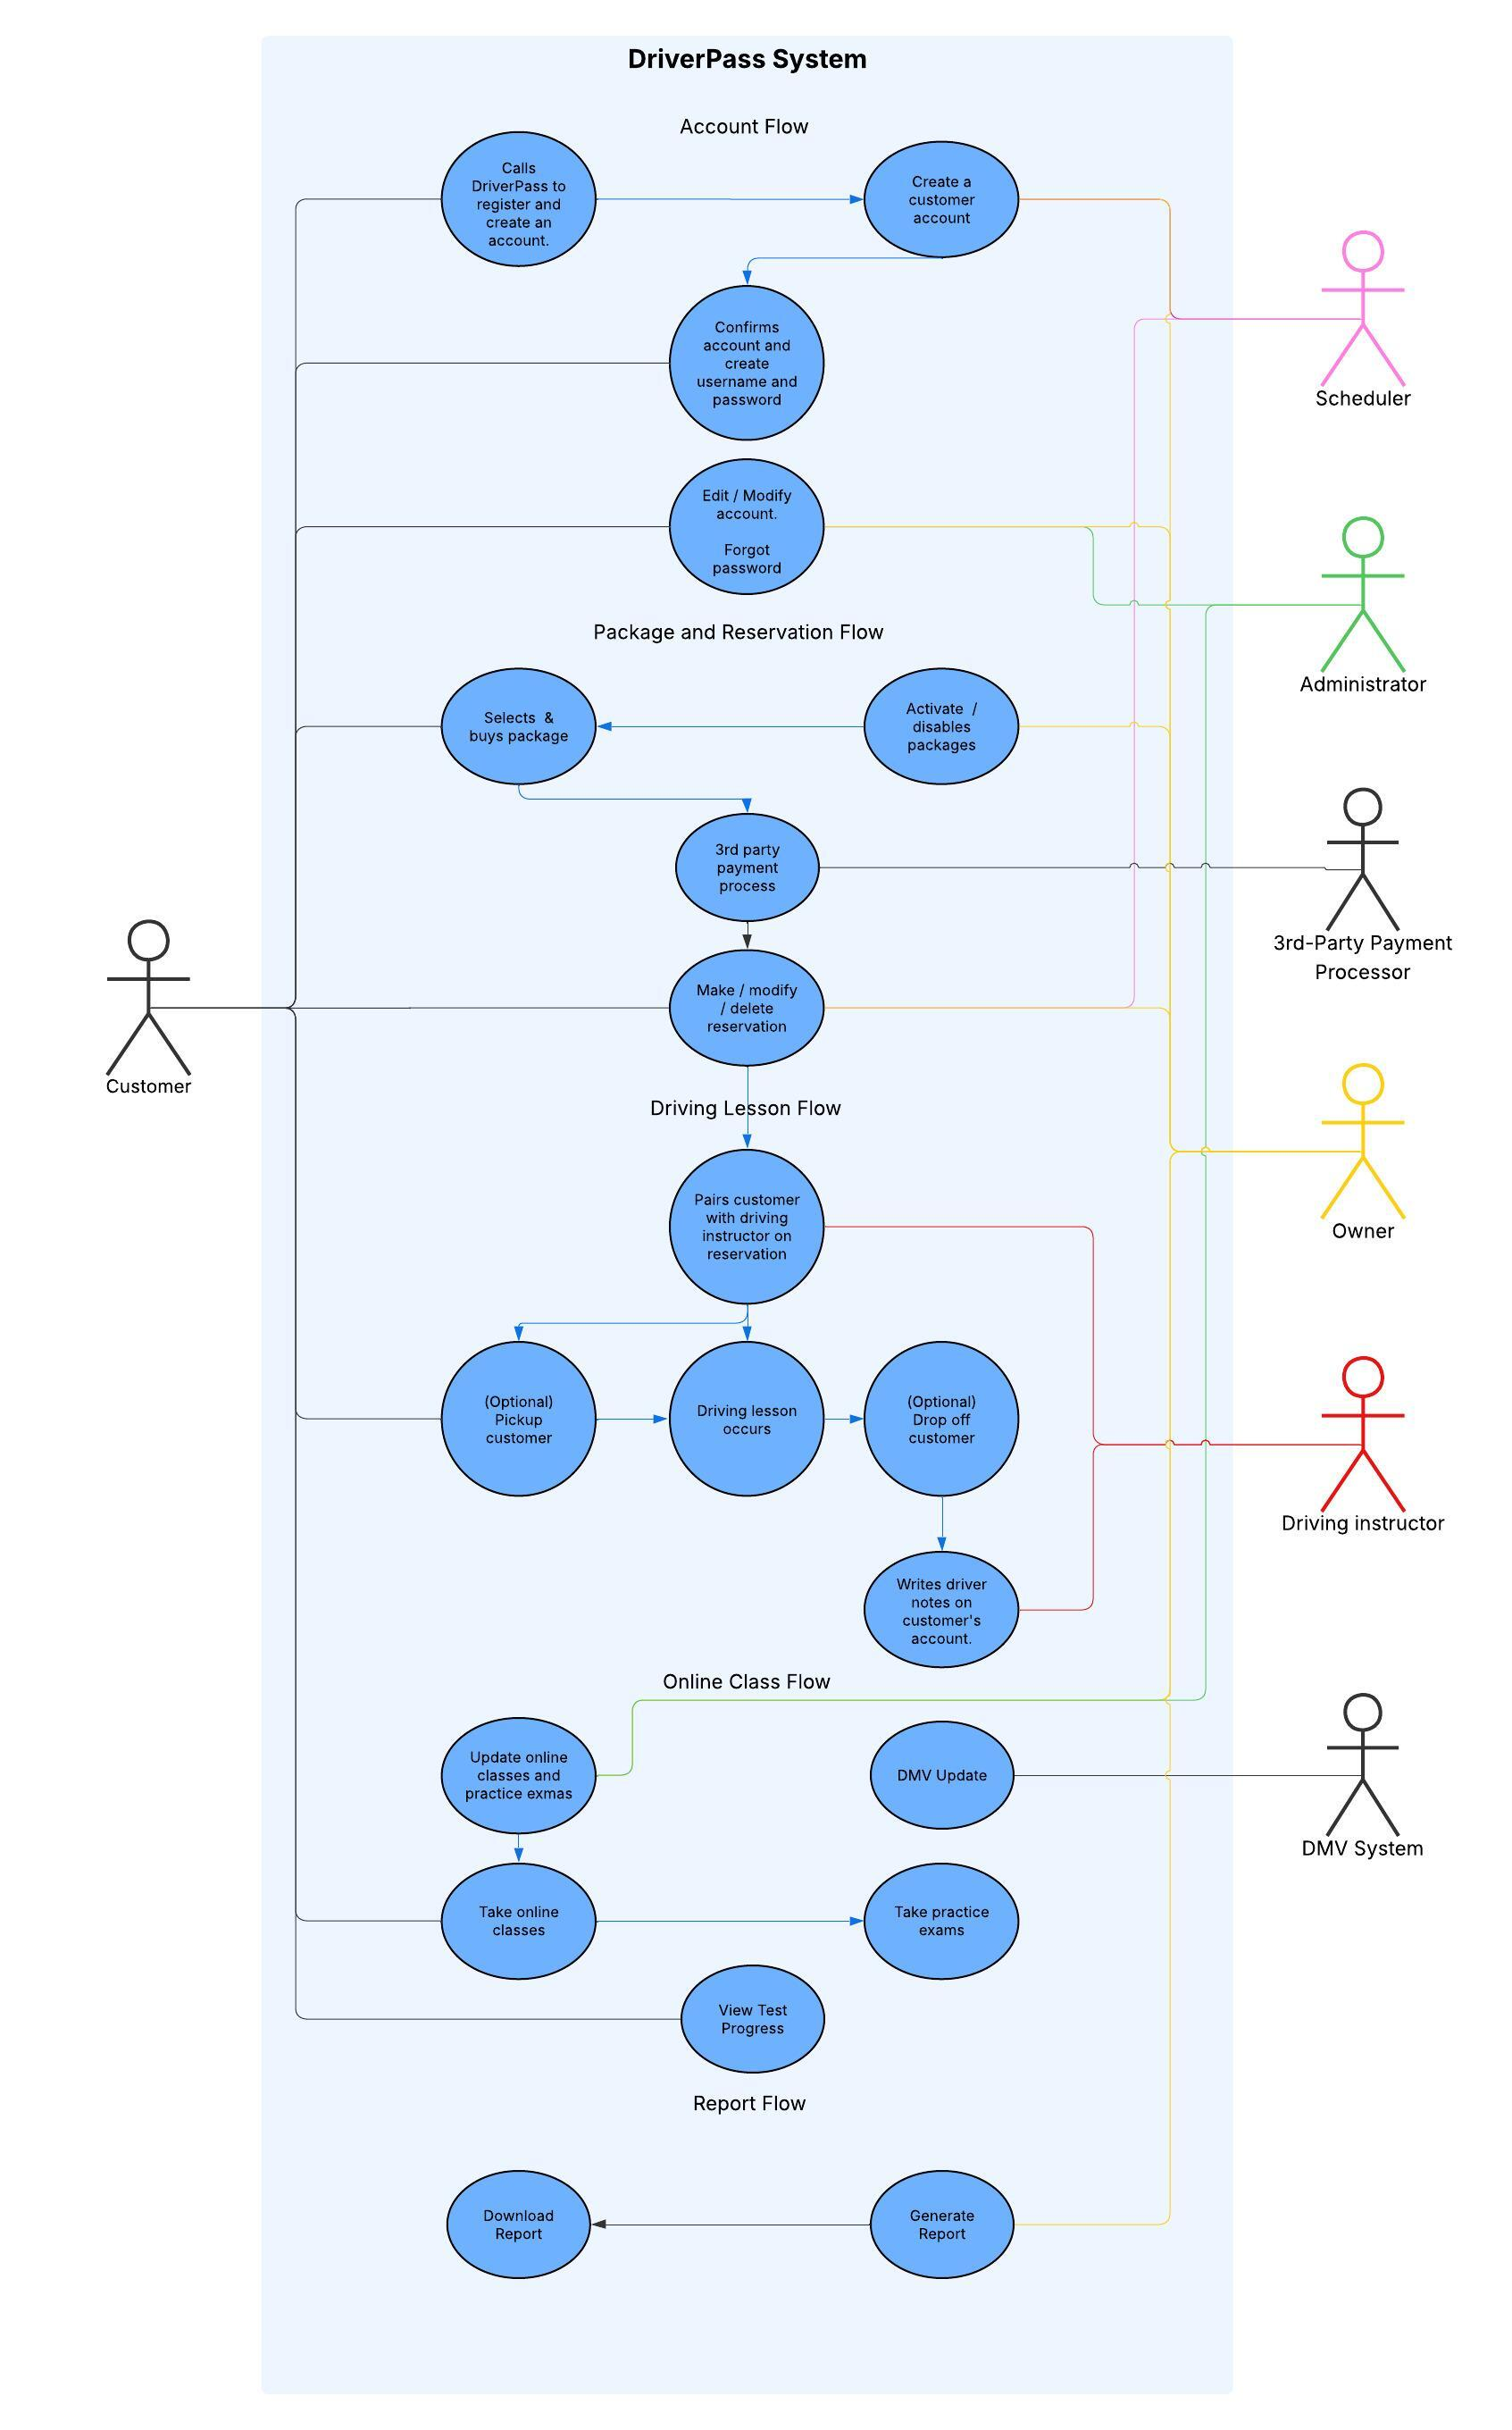 DriverPass System
Account Flow
Calls
DriverPass to
register and
create an
account.
Create a
customer
account
Scheduler
Confirms
account and
create
username and
password
Edit / Modify
account.
Forgot
password
Administrator
Package and Reservation Flow
Selects & 
buys package
Activate /
disables
packages
3rd party
payment
process
3rd-Party Payment
Processor
Make / modify
/ delete
reservation
Customer
Driving Lesson Flow
Pairs customer
with driving
instructor on
reservation
Owner
(Optional)
Pickup
customer
Driving lesson
occurs
(Optional)
Drop off
customer
Driving instructor
Writes driver
notes on
customer's
account.
Online Class Flow
Update online
classes and
practice exmas
DMV Update
DMV System
Take online
classes
Take practice
exams
View Test
Progress
Report Flow
Download
Report
Generate
Report